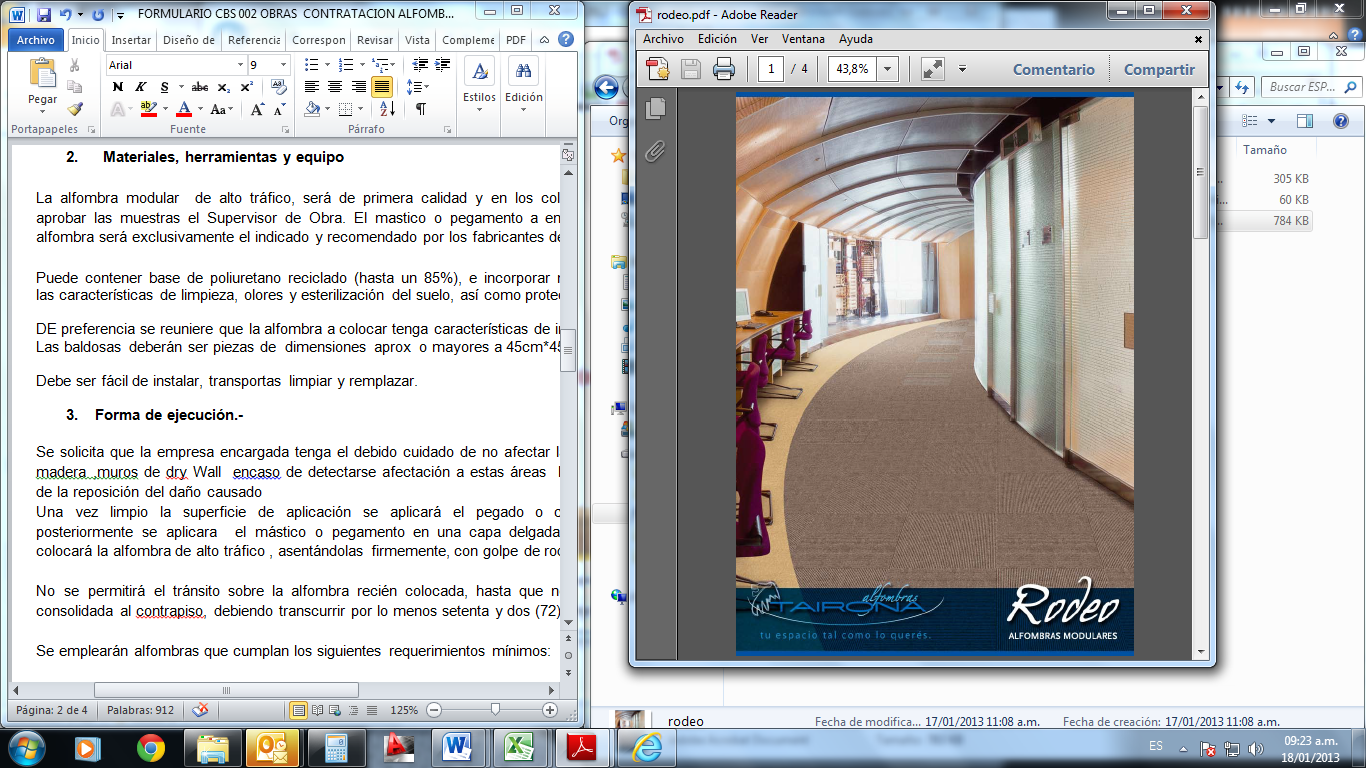 FORMULARIO CBS 002 OBRAS CONTRATACION ALFOMB...
Archivo Inicio Insertar Diseño de Referencia Correspon Revisar Vista Compleme PDF
Pegar
Arial 9
N K S abc x₂ x²
Aa A A
Estilos Edición
Portapapeles Fuente Párrafo
2. Materiales, herramientas y equipo
La alfombra modular de alto tráfico, será de primera calidad y en los col
aprobar las muestras el Supervisor de Obra. El mastico o pegamento a en
alfombra será exclusivamente el indicado y recomendado por los fabricantes de
Puede contener base de poliuretano reciclado (hasta un 85%), e incorporar
las características de limpieza, olores y esterilización del suelo, así como protec
DE preferencia se reuniere que la alfombra a colocar tenga características de
Las baldosas deberán ser piezas de dimensiones aprox o mayores a 45cm*45
Debe ser fácil de instalar, transportas limpiar y remplazar.
3. Forma de ejecución.-
Se solicita que la empresa encargada tenga el debido cuidado de no afectar
madera ,muros de dry Wall encaso de detectarse afectación a estas áreas
de la reposición del daño causado
Una vez limpio la superficie de aplicación se aplicará el pegado o
posteriormente se aplicara el mástico o pegamento en una capa delgada
colocará la alfombra de alto tráfico , asentándolas firmemente, con golpe de roc
No se permitirá el tránsito sobre la alfombra recién colocada, hasta que n
consolidada al contrapiso, debiendo transcurrir por lo menos setenta y dos (72)
Se emplearán alfombras que cumplan los siguientes requerimientos mínimos:
Página: 2 de 4 Palabras: 912 125%
rodeo.pdf - Adobe Reader
Archivo Edición Ver Ventana Ayuda
1 / 4 43,8% Comentario Compartir
alfombras
TAIRONA
tu espacio tal como lo querés.
Rodeo
ALFOMBRAS MODULARES
Buscar ESP...
Org
Tamaño
305 KB
60 KB
784 KB
rodeo Fecha de modifica... 17/01/2013 11:08 a.m. Fecha de creación: 17/01/2013 11:08 a.m.
ES 09:23 a.m.
18/01/2013